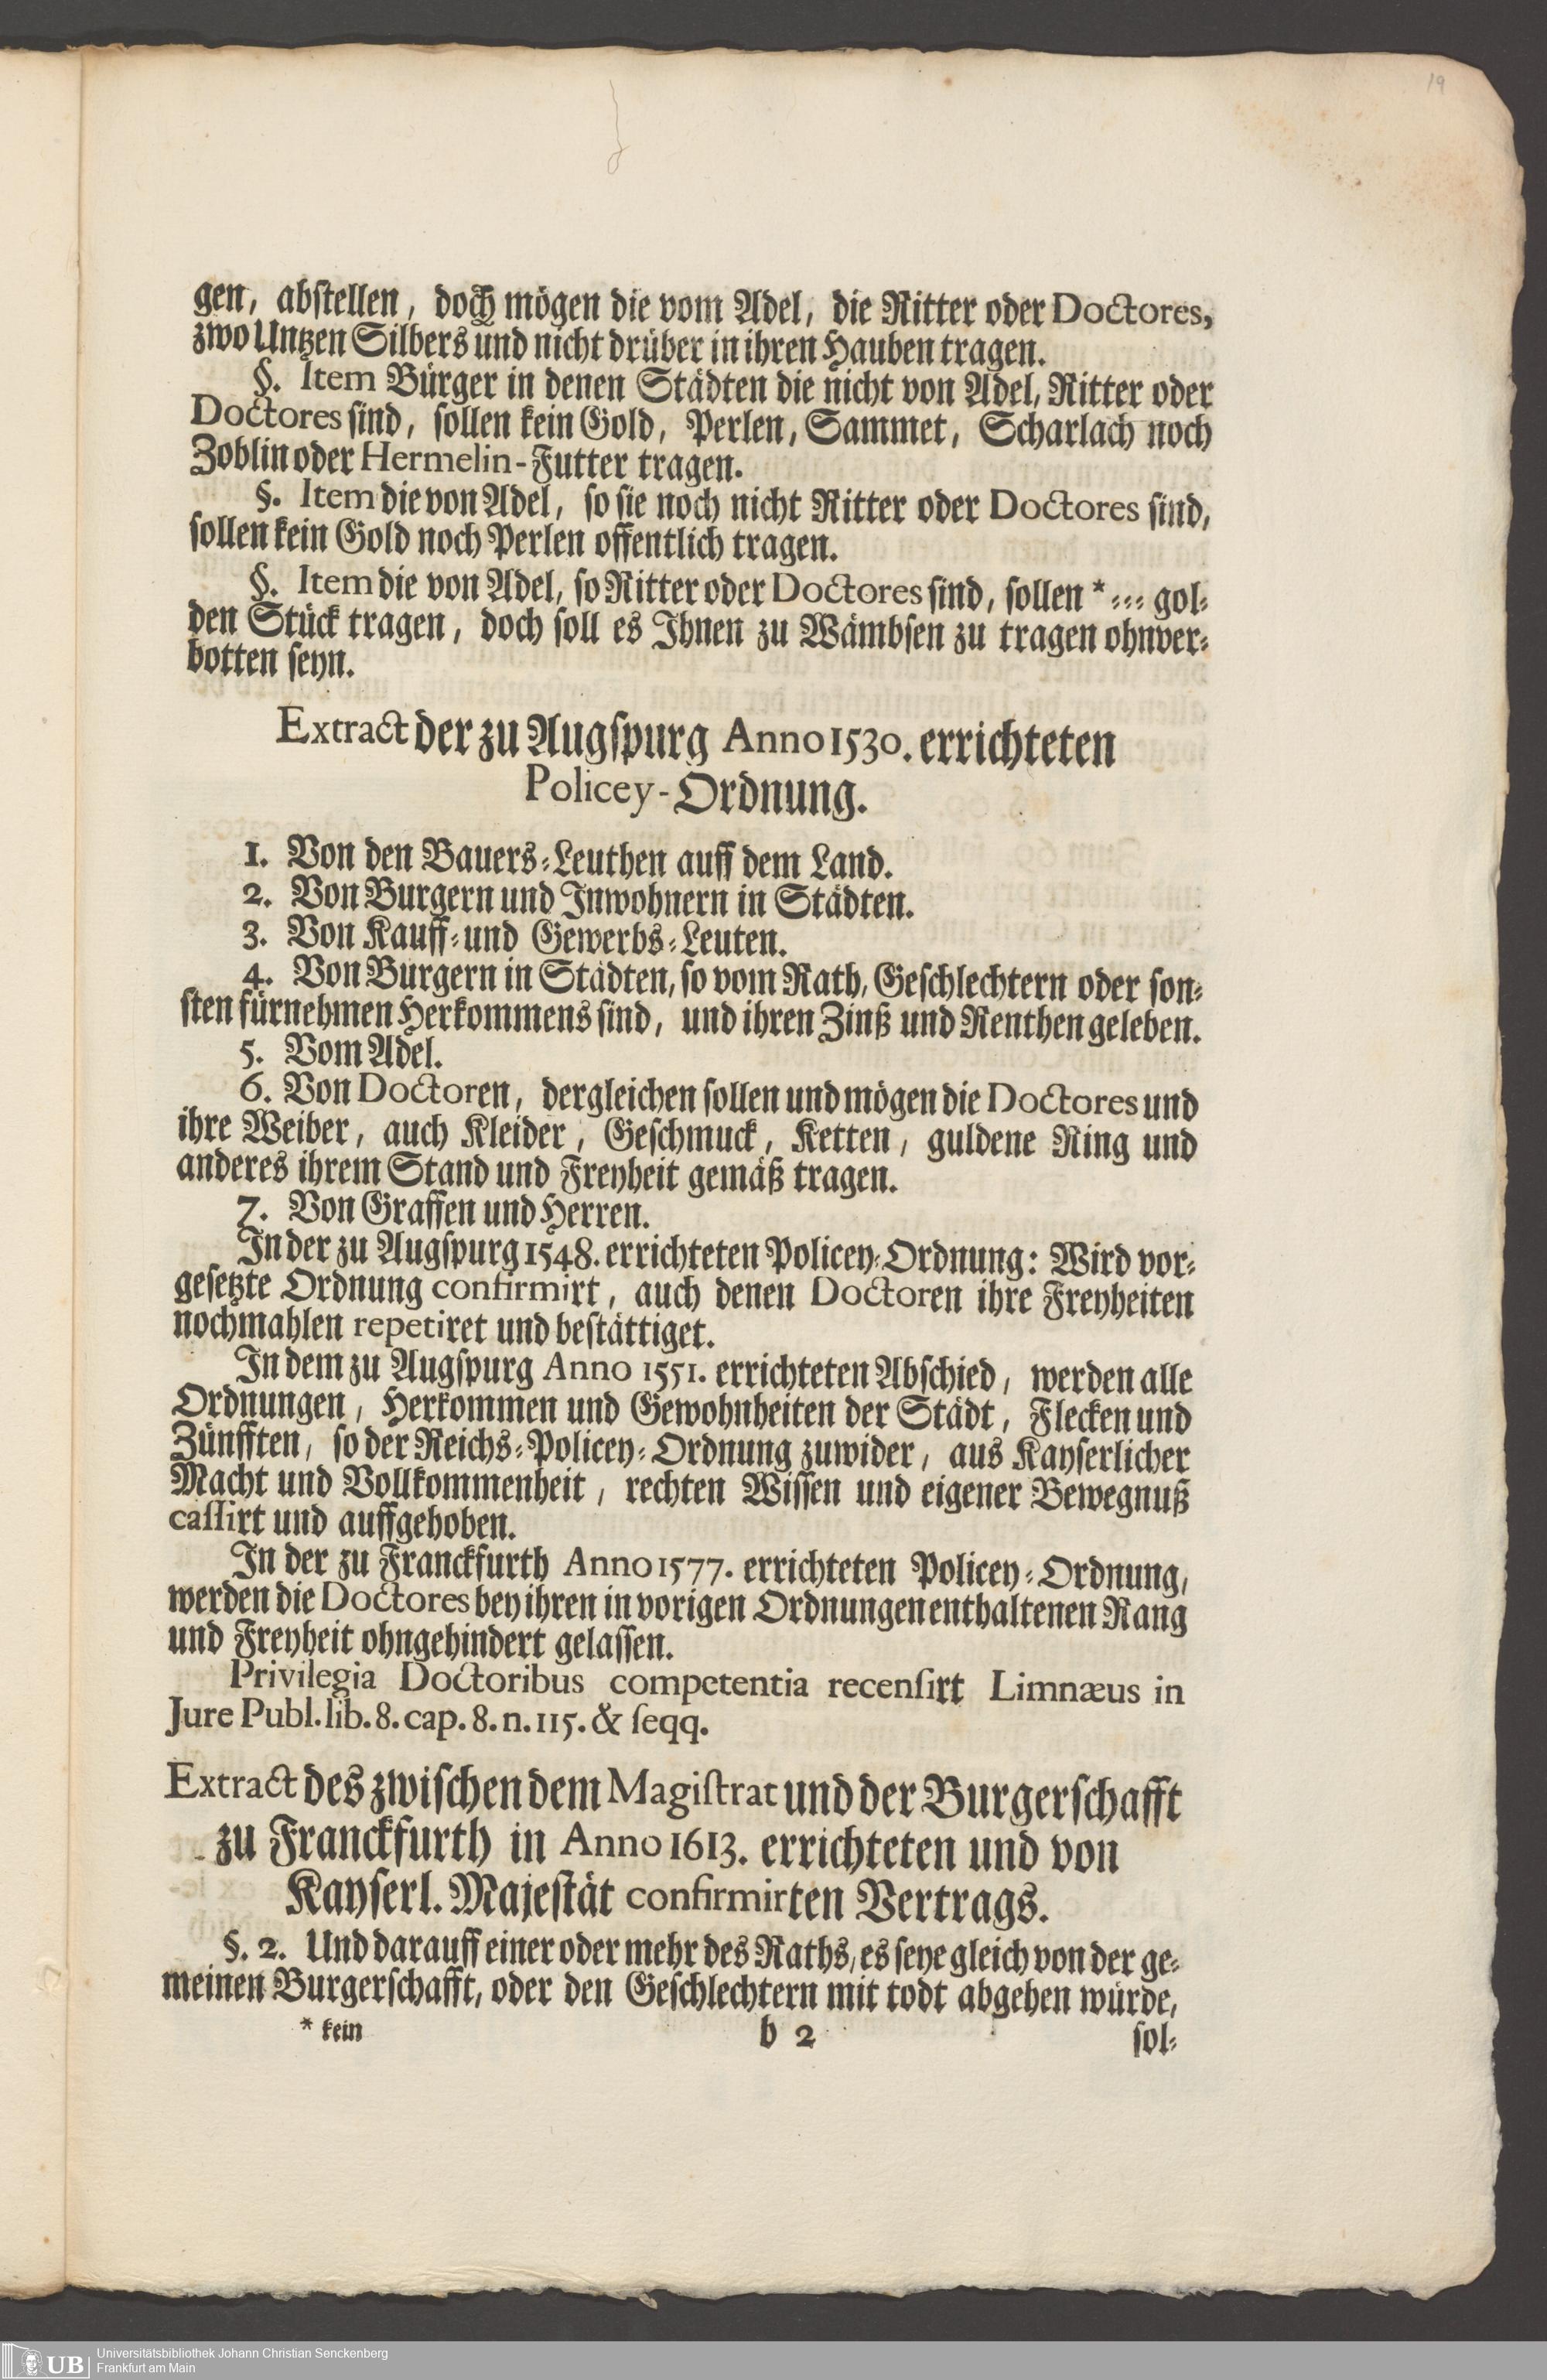 19
gen, abstellen, doch mögen die vom Adel, die Ritter oder Doctores,
zwo Untzen Silbers und nicht drüber in ihren Hauben tragen.
§. Item Bürger in denen Städten die nicht von Adel, Ritter oder
Doctores sind, sollen kein Gold, Perlen, Sammet, Scharlach noch
Zoblin oder Hermelin-Futter tragen.
§. Item die von Adel, so sie noch nicht Ritter oder Doctores sind,
sollen kein Gold noch Perlen offentlich tragen.
§. Item die von Adel, so Ritter oder Doctores sind, sollen * - - - gol-
den Stück tragen, doch soll es Ihnen zu Wämbsen zu tragen ohnver-
botten seyn.
Extract der zu Augspurg Anno 1530. errichteten
Policey-Ordnung.
1. Von den Bauers-Leuthen auff dem Land.
2. Von Burgern und Inwohnern in Städten.
3. Von Kauff- und Gewerbs-Leuten.
4. Von Burgern in Städten, so vom Rath, Geschlechtern oder son-
sten fürnehmen Herkommens sind, und ihren Zinß und Renthen geleben.
5. Vom Adel.
6. Von Doctoren, dergleichen sollen und mögen die Doctores und
ihre Weiber, auch Kleider, Geschmuck, Ketten, guldene Ring und
anderes ihrem Stand und Freyheit gemäß tragen.
7. Von Graffen und Herren.
In der zu Augspurg 1548. errichteten Policey-Ordnung: Wird vor-
gesetzte Ordnung confirmirt, auch denen Doctoren ihre Freyheiten
nochmahlen repetiret und bestättiget.
In dem zu Augspurg Anno 1551. errichteten Abschied, werden alle
Ordnungen, Herkommen und Gewohnheiten der Städt, Flecken und
Zünfften, so der Reichs-Policey-Ordnung zuwider, aus Kayserlicher
Macht und Vollkommenheit, rechten Wissen und eigener Bewegnuß
cassirt und auffgehoben.
In der zu Franckfurth Anno 1577. errichteten Policey-Ordnung,
werden die Doctores bey ihren in vorigen Ordnungen enthaltenen Rang
und Freyheit ohngehindert gelassen.
Privilegia Doctoribus competentia recensirt Limnæus in
Jure Publ. lib. 8. cap. 8. n. 115. & seqq.
Extract des zwischen dem Magistrat und der Burgerschafft
zu Franckfurth in Anno 1613. errichteten und von
Kayserl. Majestät confirmirten Vertrags.
§. 2. Und darauff einer oder mehr des Raths, es seye gleich von der ge-
meinen Burgerschafft, oder den Geschlechtern mit todt abgehen würde,
* kein b 2 sol-
UB Universitätsbibliothek Johann Christian Senckenberg
Frankfurt am Main